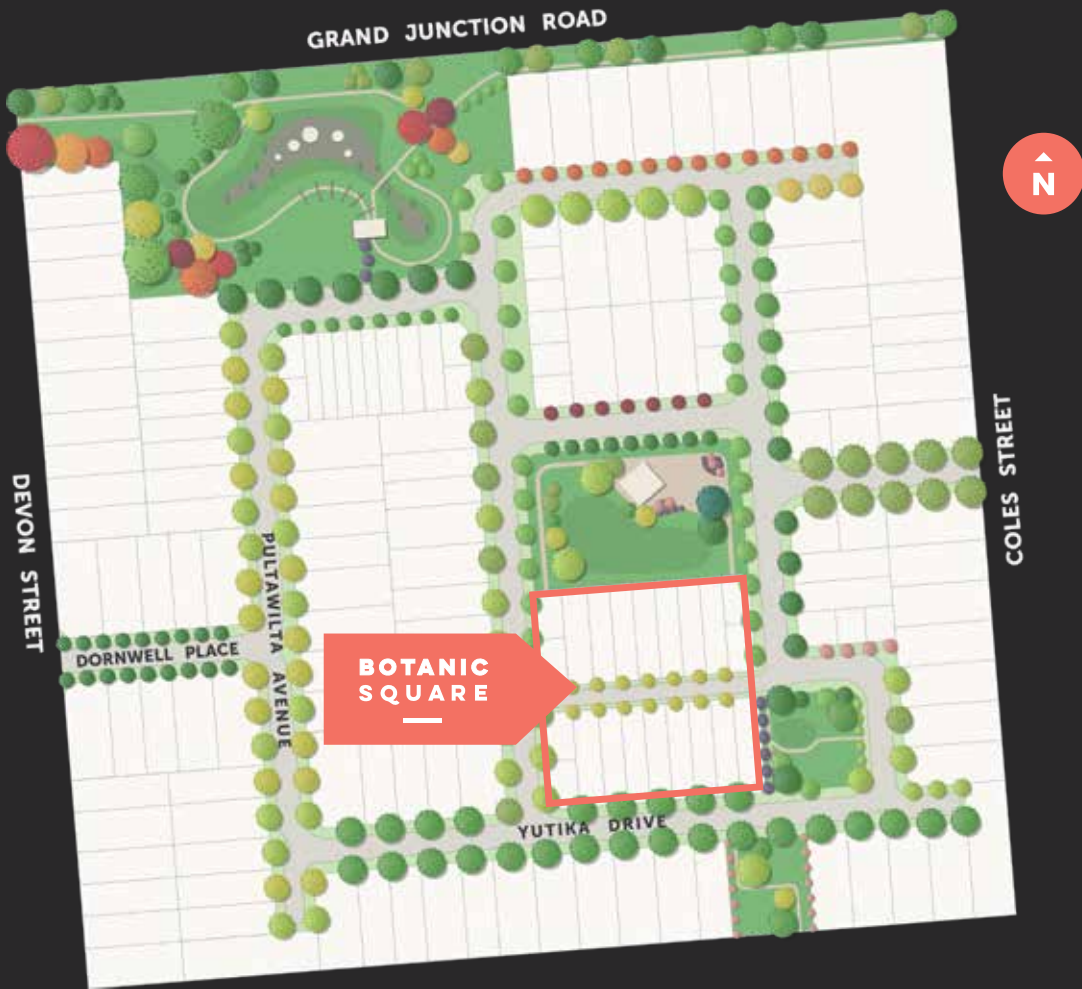 GRAND JUNCTION ROAD
N
DEVON STREET
COLES STREET
PULTAWILTA AVENUE
DORNWELL PLACE
BOTANIC
SQUARE
YUTIKA DRIVE